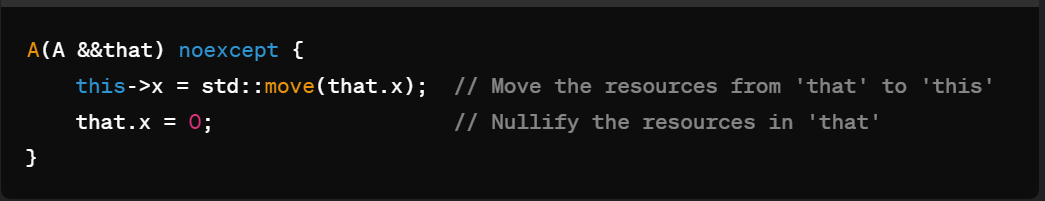 A(A &&that) noexcept {
    this->x = std::move(that.x);  // Move the resources from 'that' to 'this'
    that.x = 0;                   // Nullify the resources in 'that'
}